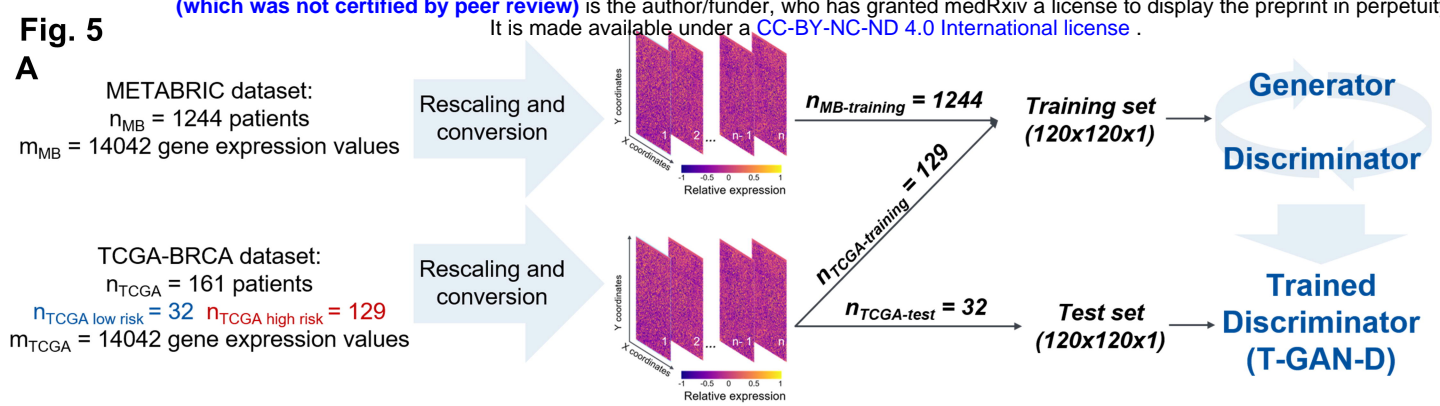 (which was not certified by peer review) is the author/funder, who has granted medRxiv a license to display the preprint in perpetuity
It is made available under a CC-BY-NC-ND 4.0 International license .
Fig. 5
A
METABRIC dataset:
nMB = 1244 patients
mMB = 14042 gene expression values
Rescaling and
conversion
Y coordinates
X coordinates
1 2 ... n-1 n
-1 -0.5 0 0.5 1
Relative expression
nMB-training = 1244
nTCGA-training = 129
Training set
(120x120x1)
Generator
Discriminator
TCGA-BRCA dataset:
nTCGA = 161 patients
nTCGA low risk = 32 nTCGA high risk = 129
mTCGA = 14042 gene expression values
Rescaling and
conversion
Y coordinates
X coordinates
1 2 ... n-1 n
-1 -0.5 0 0.5 1
Relative expression
nTCGA-test = 32
Test set
(120x120x1)
Trained
Discriminator
(T-GAN-D)